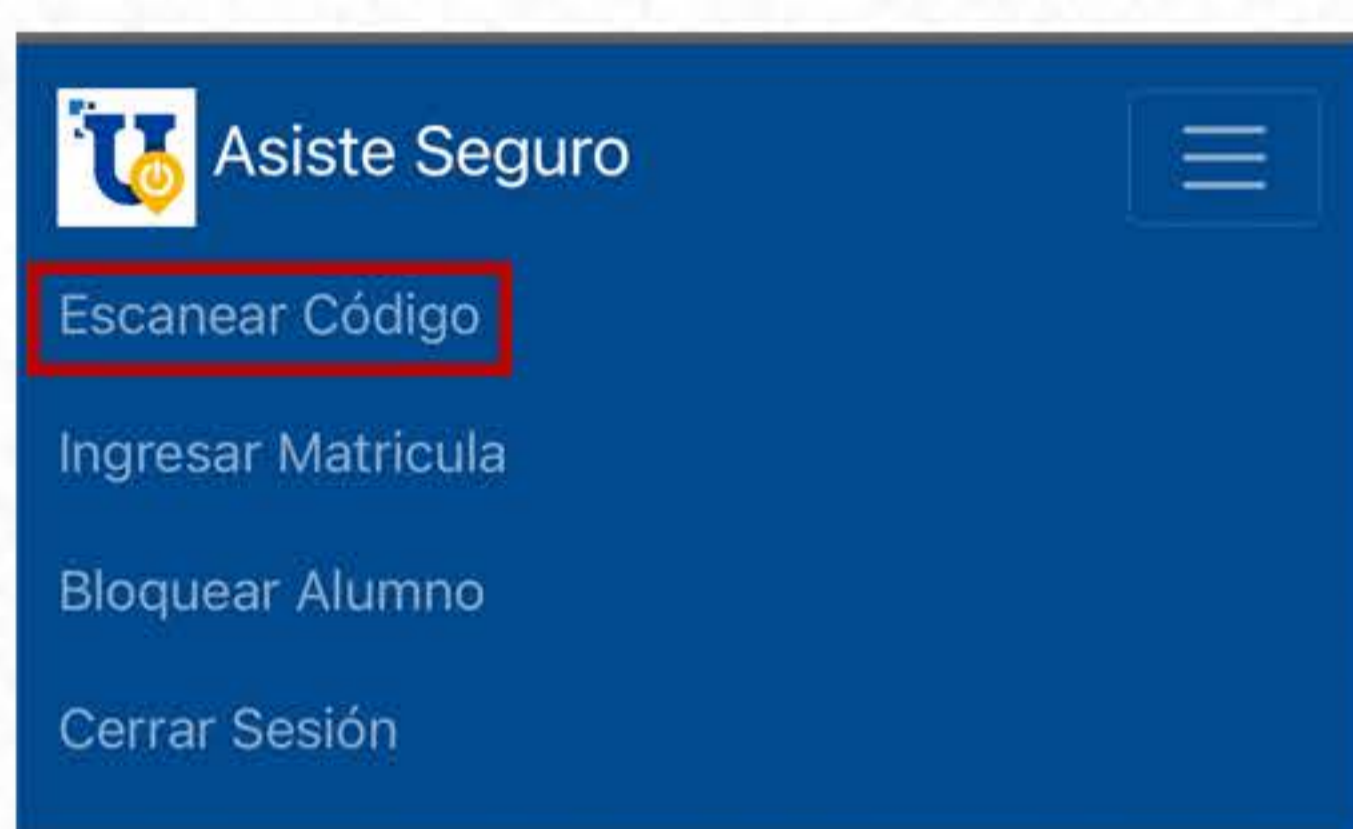 Asiste Seguro
Escanear Código
Ingresar Matricula
Bloquear Alumno
Cerrar Sesión